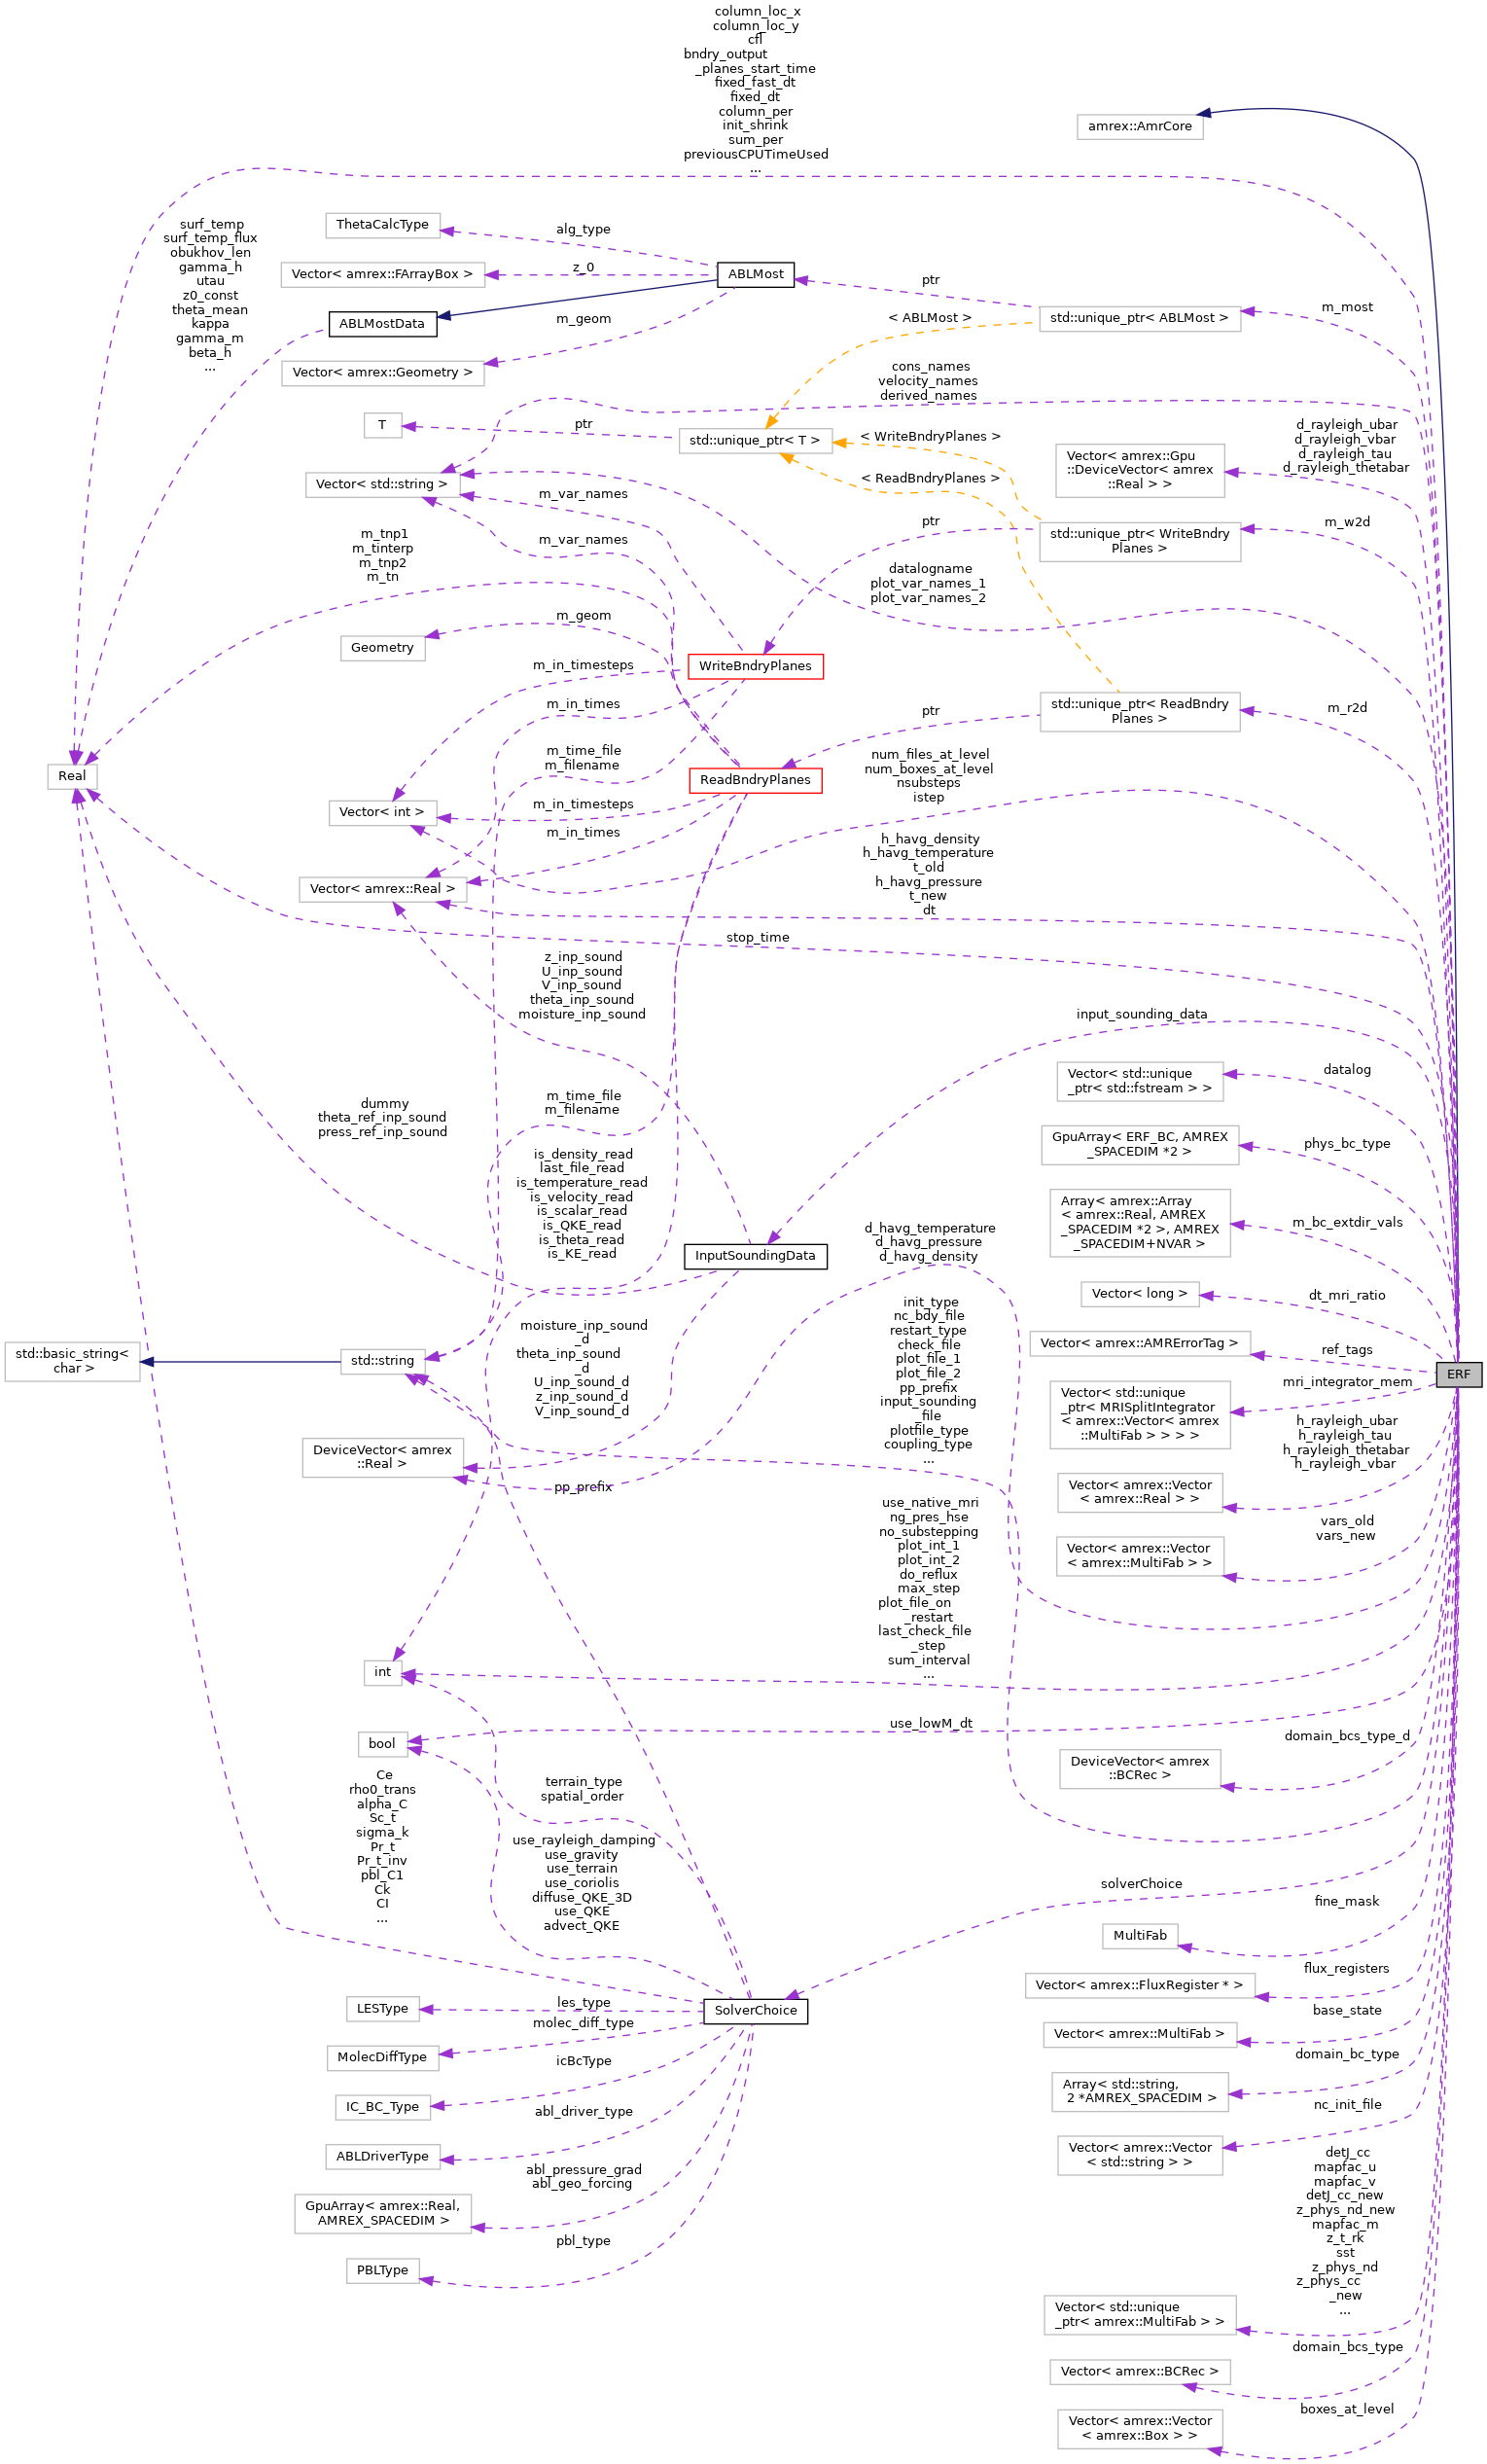 column_loc_x
column_loc_y
cfl
bndry_output
_planes_start_time
fixed_fast_dt
fixed_dt
column_per
init_shrink
sum_per
previousCPUTimeUsed
...
amrex::AmrCore
surf_temp
surf_temp_flux
obukhov_len
gamma_h
utau
z0_const
theta_mean
kappa
gamma_m
beta_h
...
ThetaCalcType
alg_type
Vector< amrex::FArrayBox >
z_0
ABLMost
ABLMostData
m_geom
Vector< amrex::Geometry >
ptr
std::unique_ptr< ABLMost >
m_most
< ABLMost >
cons_names
velocity_names
derived_names
T
ptr
std::unique_ptr< T >
< WriteBndryPlanes >
< ReadBndryPlanes >
Vector< amrex::Gpu
::DeviceVector< amrex
::Real > >
d_rayleigh_ubar
d_rayleigh_vbar
d_rayleigh_tau
d_rayleigh_thetabar
Vector< std::string >
m_var_names
m_var_names
ptr
std::unique_ptr< WriteBndry
Planes >
m_w2d
m_tnp1
m_tinterp
m_tnp2
m_tn
datalogname
plot_var_names_1
plot_var_names_2
Geometry
m_geom
m_in_timesteps
WriteBndryPlanes
m_in_times
ptr
std::unique_ptr< ReadBndry
Planes >
m_r2d
m_time_file
m_filename
ReadBndryPlanes
Real
num_files_at_level
num_boxes_at_level
nsubsteps
istep
Vector< int >
m_in_timesteps
m_in_times
h_havg_density
h_havg_temperature
t_old
h_havg_pressure
t_new
dt
Vector< amrex::Real >
stop_time
z_inp_sound
U_inp_sound
V_inp_sound
theta_inp_sound
moisture_inp_sound
input_sounding_data
Vector< std::unique
_ptr< std::fstream > >
datalog
dummy
theta_ref_inp_sound
press_ref_inp_sound
m_time_file
m_filename
GpuArray< ERF_BC, AMREX
_SPACEDIM *2 >
phys_bc_type
is_density_read
last_file_read
is_temperature_read
is_velocity_read
is_scalar_read
is_QKE_read
is_theta_read
is_KE_read
Array< amrex::Array
< amrex::Real, AMREX
_SPACEDIM *2 >, AMREX
_SPACEDIM+NVAR >
m_bc_extdir_vals
InputSoundingData
d_havg_temperature
d_havg_pressure
d_havg_density
Vector< long >
dt_mri_ratio
std::basic_string<
char >
std::string
moisture_inp_sound
_d
theta_inp_sound
_d
U_inp_sound_d
z_inp_sound_d
V_inp_sound_d
init_type
nc_bdy_file
restart_type
check_file
plot_file_1
plot_file_2
pp_prefix
input_sounding
_file
plotfile_type
coupling_type
...
Vector< amrex::AMRErrorTag >
ref_tags
ERF
Vector< std::unique
_ptr< MRISplitIntegrator
< amrex::Vector< amrex
::MultiFab > > > >
mri_integrator_mem
DeviceVector< amrex
::Real >
pp_prefix
h_rayleigh_ubar
h_rayleigh_tau
h_rayleigh_thetabar
h_rayleigh_vbar
Vector< amrex::Vector
< amrex::Real > >
use_native_mri
ng_pres_hse
no_substepping
plot_int_1
plot_int_2
do_reflux
max_step
plot_file_on
_restart
last_check_file
_step
sum_interval
...
vars_old
vars_new
Vector< amrex::Vector
< amrex::MultiFab > >
int
bool
use_lowM_dt
DeviceVector< amrex
::BCRec >
domain_bcs_type_d
Ce
rho0_trans
alpha_C
Sc_t
sigma_k
Pr_t
Pr_t_inv
pbl_C1
Ck
CI
...
terrain_type
spatial_order
use_rayleigh_damping
use_gravity
use_terrain
use_coriolis
diffuse_QKE_3D
use_QKE
advect_QKE
solverChoice
MultiFab
fine_mask
Vector< amrex::FluxRegister * >
flux_registers
LESType
les_type
SolverChoice
molec_diff_type
MolecDiffType
Vector< amrex::MultiFab >
base_state
icBcType
IC_BC_Type
Array< std::string,
2 *AMREX_SPACEDIM >
domain_bc_type
abl_driver_type
ABLDriverType
Vector< amrex::Vector
< std::string > >
nc_init_file
abl_pressure_grad
abl_geo_forcing
GpuArray< amrex::Real,
AMREX_SPACEDIM >
pbl_type
PBLType
detJ_cc
mapfac_u
mapfac_v
detJ_cc_new
z_phys_nd_new
mapfac_m
z_t_rk
sst
z_phys_nd
z_phys_cc
_new
...
Vector< std::unique
_ptr< amrex::MultiFab > >
domain_bcs_type
Vector< amrex::BCRec >
boxes_at_level
Vector< amrex::Vector
< amrex::Box > >